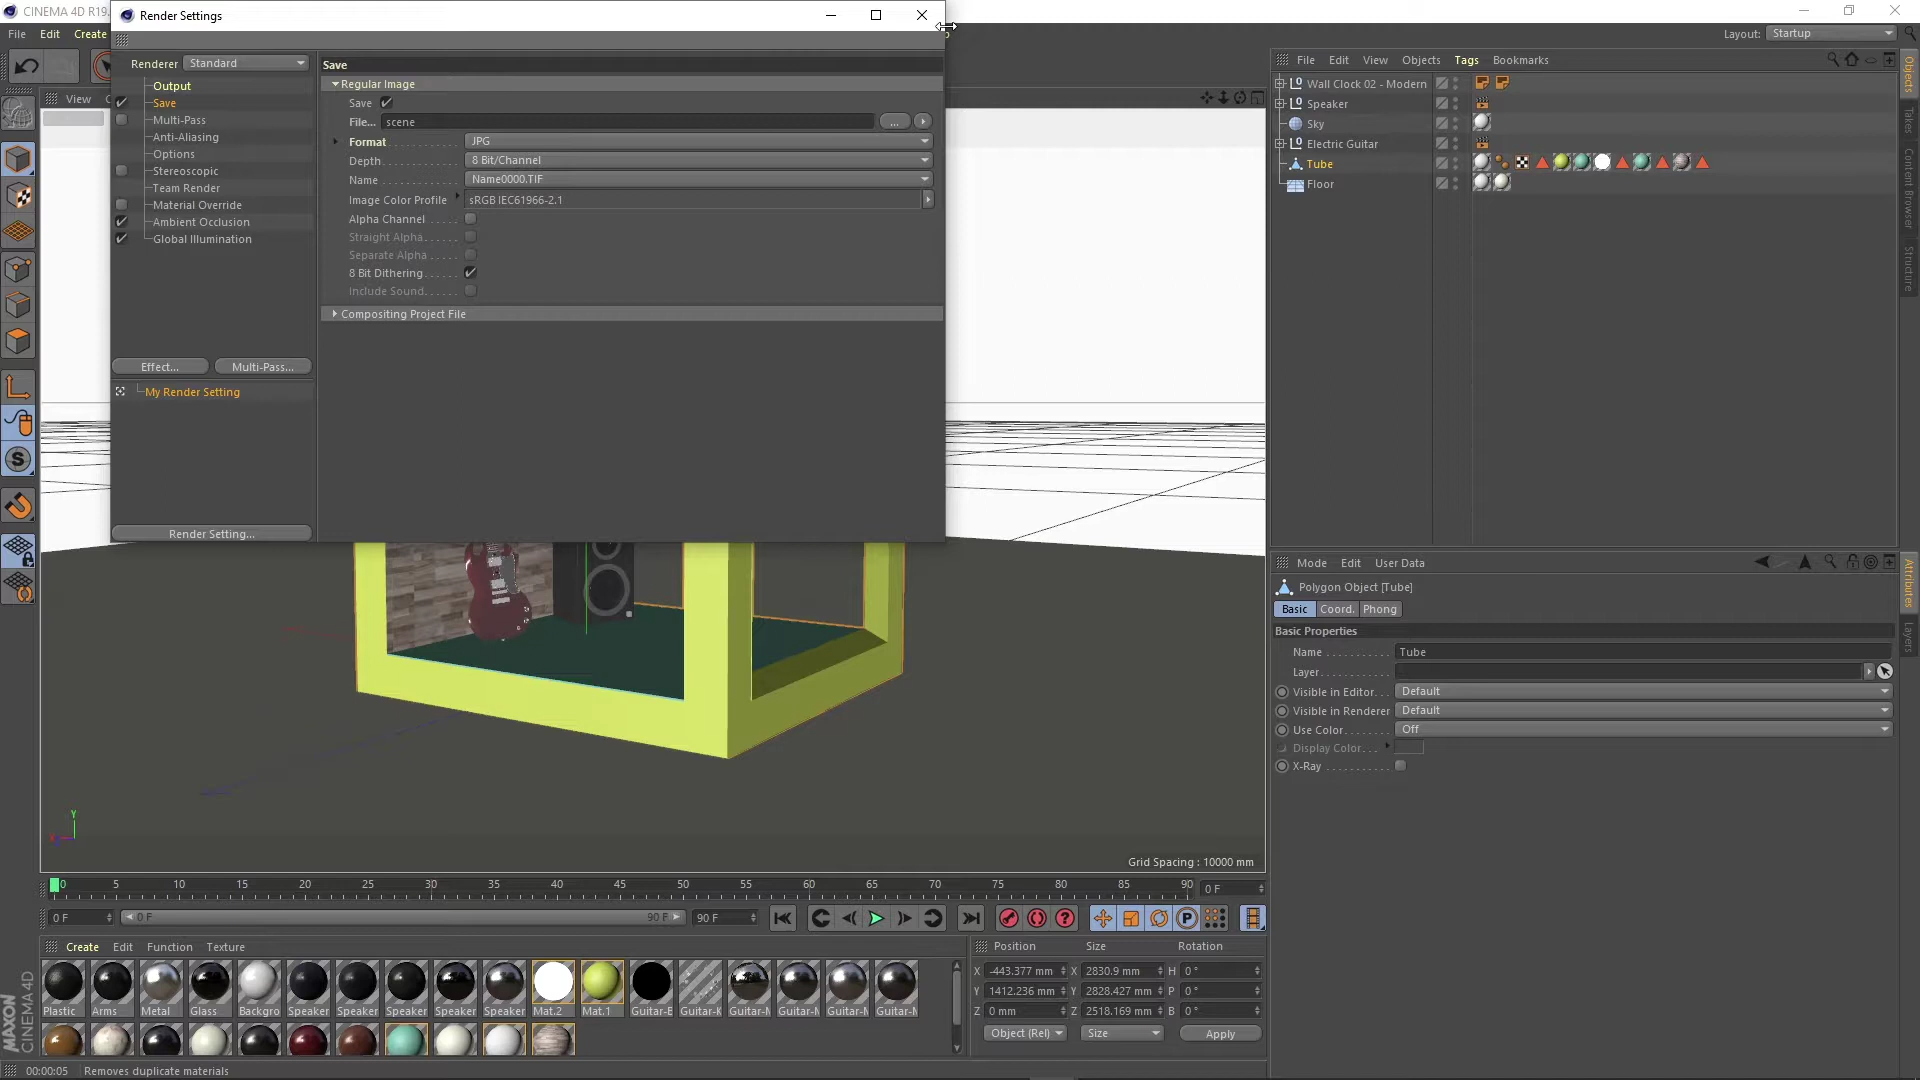 CINEMA 4D R19.
Render Settings
File Edit Create
Layout: Startup
Renderer Standard
Output
Save
Multi-Pass
Anti-Aliasing
Options
Stereoscopic
Team Render
Material Override
Ambient Occlusion
Global Illumination
Effect...
Multi-Pass...
My Render Setting
Render Setting...
Save
Regular Image
Save
File... scene
...
Format JPG
Depth 8 Bit/Channel
Name Name0000.TIF
Image Color Profile sRGB IEC61966-2.1
Alpha Channel
Straight Alpha
Separate Alpha
8 Bit Dithering
Include Sound
Compositing Project File
View
File Edit View Objects Tags Bookmarks
Wall Clock 02 - Modern
Speaker
Sky
Electric Guitar
Tube
Floor
Objects
Takes
Content Browser
Structure
Mode Edit User Data
Polygon Object [Tube]
Basic Coord. Phong
Basic Properties
Name Tube
Layer
Visible in Editor Default
Visible in Renderer Default
Use Color Off
Display Color
X-Ray
Attributes
Layers
Y
Grid Spacing : 10000 mm
0 5 10 15 20 25 30 35 40 45 50 55 60 65 70 75 80 85 90 0 F
0 F 0 F 90 F 90 F
Create Edit Function Texture
Plastic Arms Metal Glass Backgro Speaker Speaker Speaker Speaker Speaker Mat.2 Mat.1 Guitar-E Guitar-K Guitar-M Guitar-M Guitar-M Guitar-M
Position Size Rotation
X -443.377 mm X 2830.9 mm H 0 °
Y 1412.236 mm Y 2828.427 mm P 0 °
Z 0 mm Z 2518.169 mm B 0 °
Object (Rel) Size Apply
MAXON
CINEMA 4D
00:00:05 Removes duplicate materials